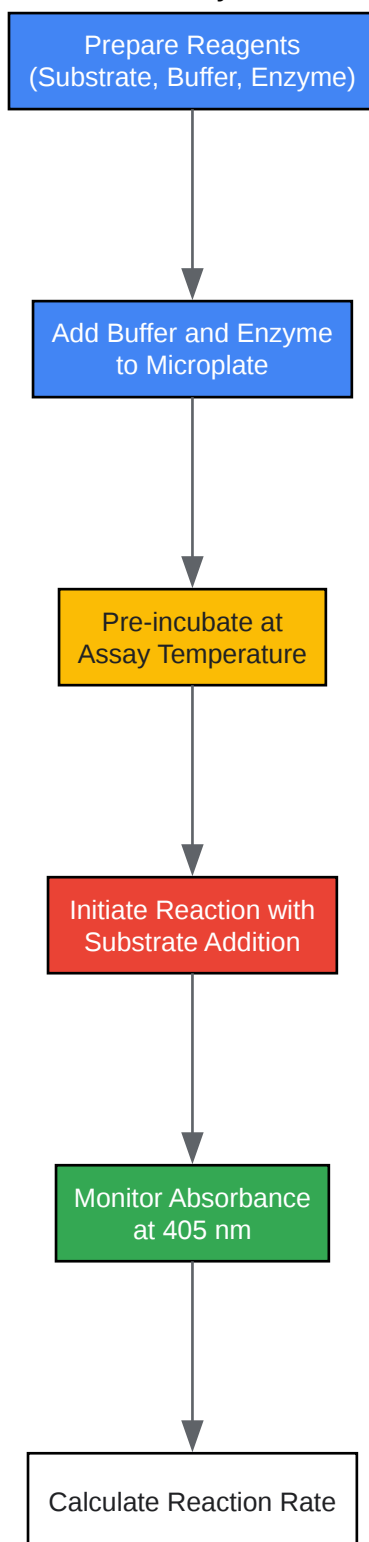 Prepare Reagents
(Substrate, Buffer, Enzyme)
Add Buffer and Enzyme
to Microplate
Pre-incubate at
Assay Temperature
Initiate Reaction with
Substrate Addition
Monitor Absorbance
at 405 nm
Calculate Reaction Rate